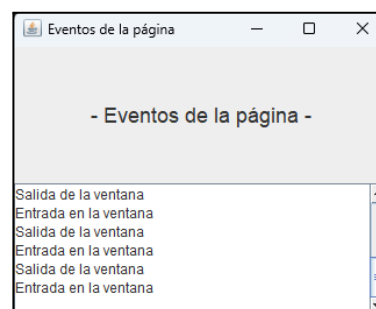 Eventos de la página
- Eventos de la página -
Salida de la ventana
Entrada en la ventana
Salida de la ventana
Entrada en la ventana
Salida de la ventana
Entrada en la ventana